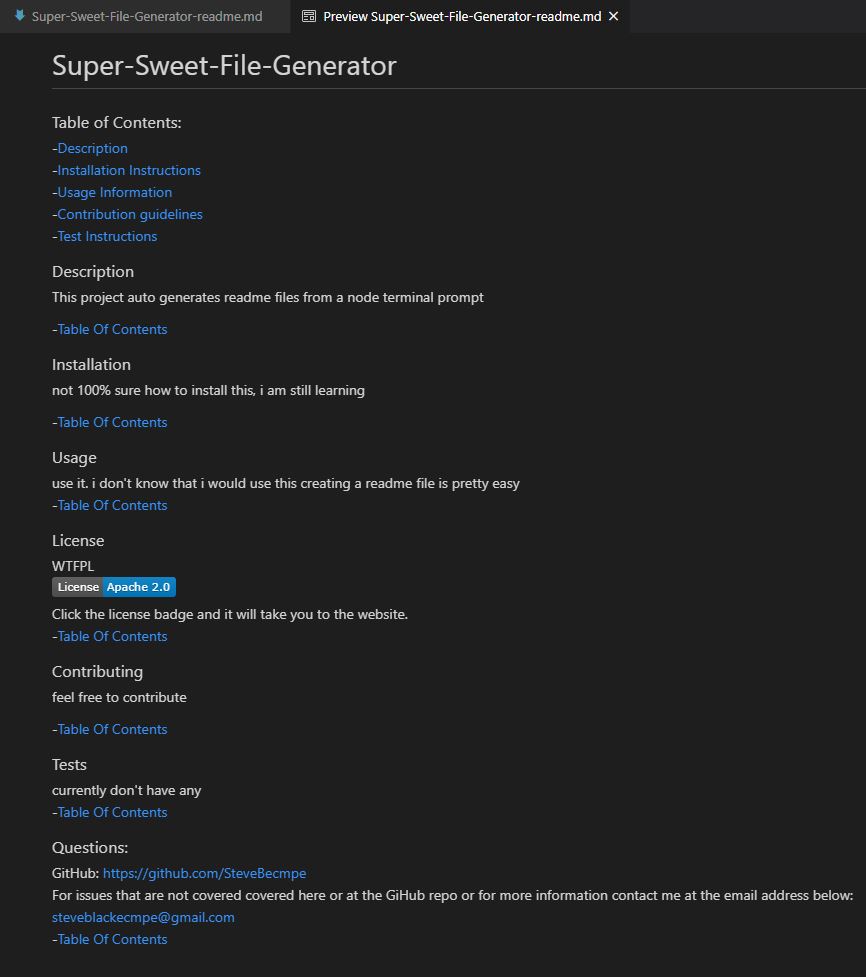 Super-Sweet-File-Generator-readme.md
Preview Super-Sweet-File-Generator-readme.md
Super-Sweet-File-Generator
Table of Contents:
-Description
-Installation Instructions
-Usage Information
-Contribution guidelines
-Test Instructions
Description
This project auto generates readme files from a node terminal prompt
-Table Of Contents
Installation
not 100% sure how to install this, i am still learning
-Table Of Contents
Usage
use it. i don't know that i would use this creating a readme file is pretty easy
-Table Of Contents
License
WTFPL
License Apache 2.0
Click the license badge and it will take you to the website.
-Table Of Contents
Contributing
feel free to contribute
-Table Of Contents
Tests
currently don't have any
-Table Of Contents
Questions:
GitHub: https://github.com/SteveBecmpe
For issues that are not covered covered here or at the GiHub repo or for more information contact me at the email address below:
steveblackecmpe@gmail.com
-Table Of Contents